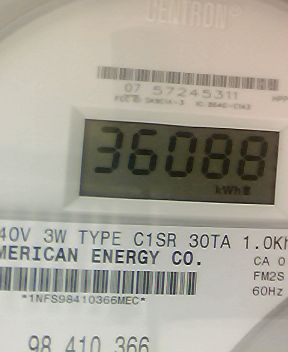 CENTRON®
07 57245311
36088
kWh
40V 3W TYPE C1SR 30TA 1.0Kh
MERICAN ENERGY CO.
CA 0
FM2S
60Hz
*1NFS98410366MEC*
98 410 366